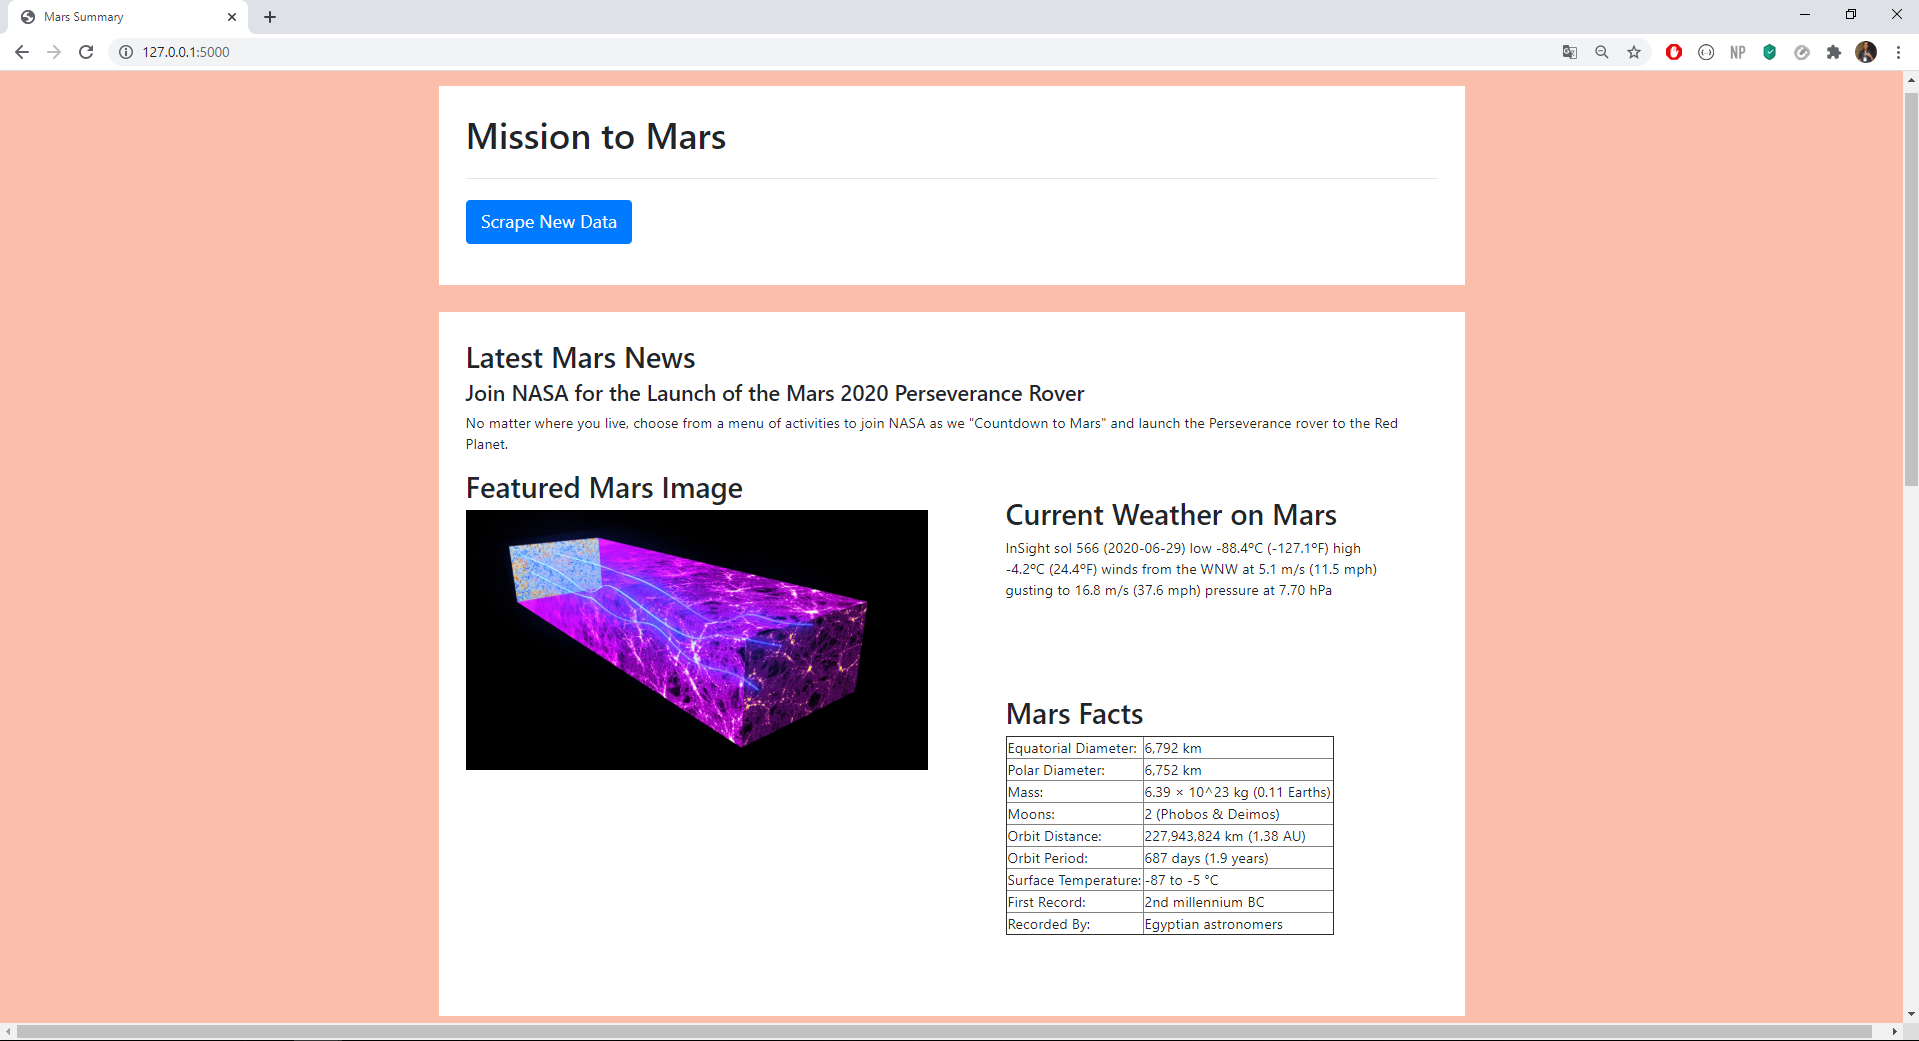 Mars Summary
127.0.0.1:5000
NP
Mission to Mars
Scrape New Data
Latest Mars News
Join NASA for the Launch of the Mars 2020 Perseverance Rover
No matter where you live, choose from a menu of activities to join NASA as we "Countdown to Mars" and launch the Perseverance rover to the Red
Planet.
Featured Mars Image
Current Weather on Mars
InSight sol 566 (2020-06-29) low -88.4ºC (-127.1ºF) high
-4.2ºC (24.4ºF) winds from the WNW at 5.1 m/s (11.5 mph)
gusting to 16.8 m/s (37.6 mph) pressure at 7.70 hPa
Mars Facts
Equatorial Diameter: 6,792 km
Polar Diameter: 6,752 km
Mass: 6.39 × 10^23 kg (0.11 Earths)
Moons: 2 (Phobos & Deimos)
Orbit Distance: 227,943,824 km (1.38 AU)
Orbit Period: 687 days (1.9 years)
Surface Temperature: -87 to -5 °C
First Record: 2nd millennium BC
Recorded By: Egyptian astronomers